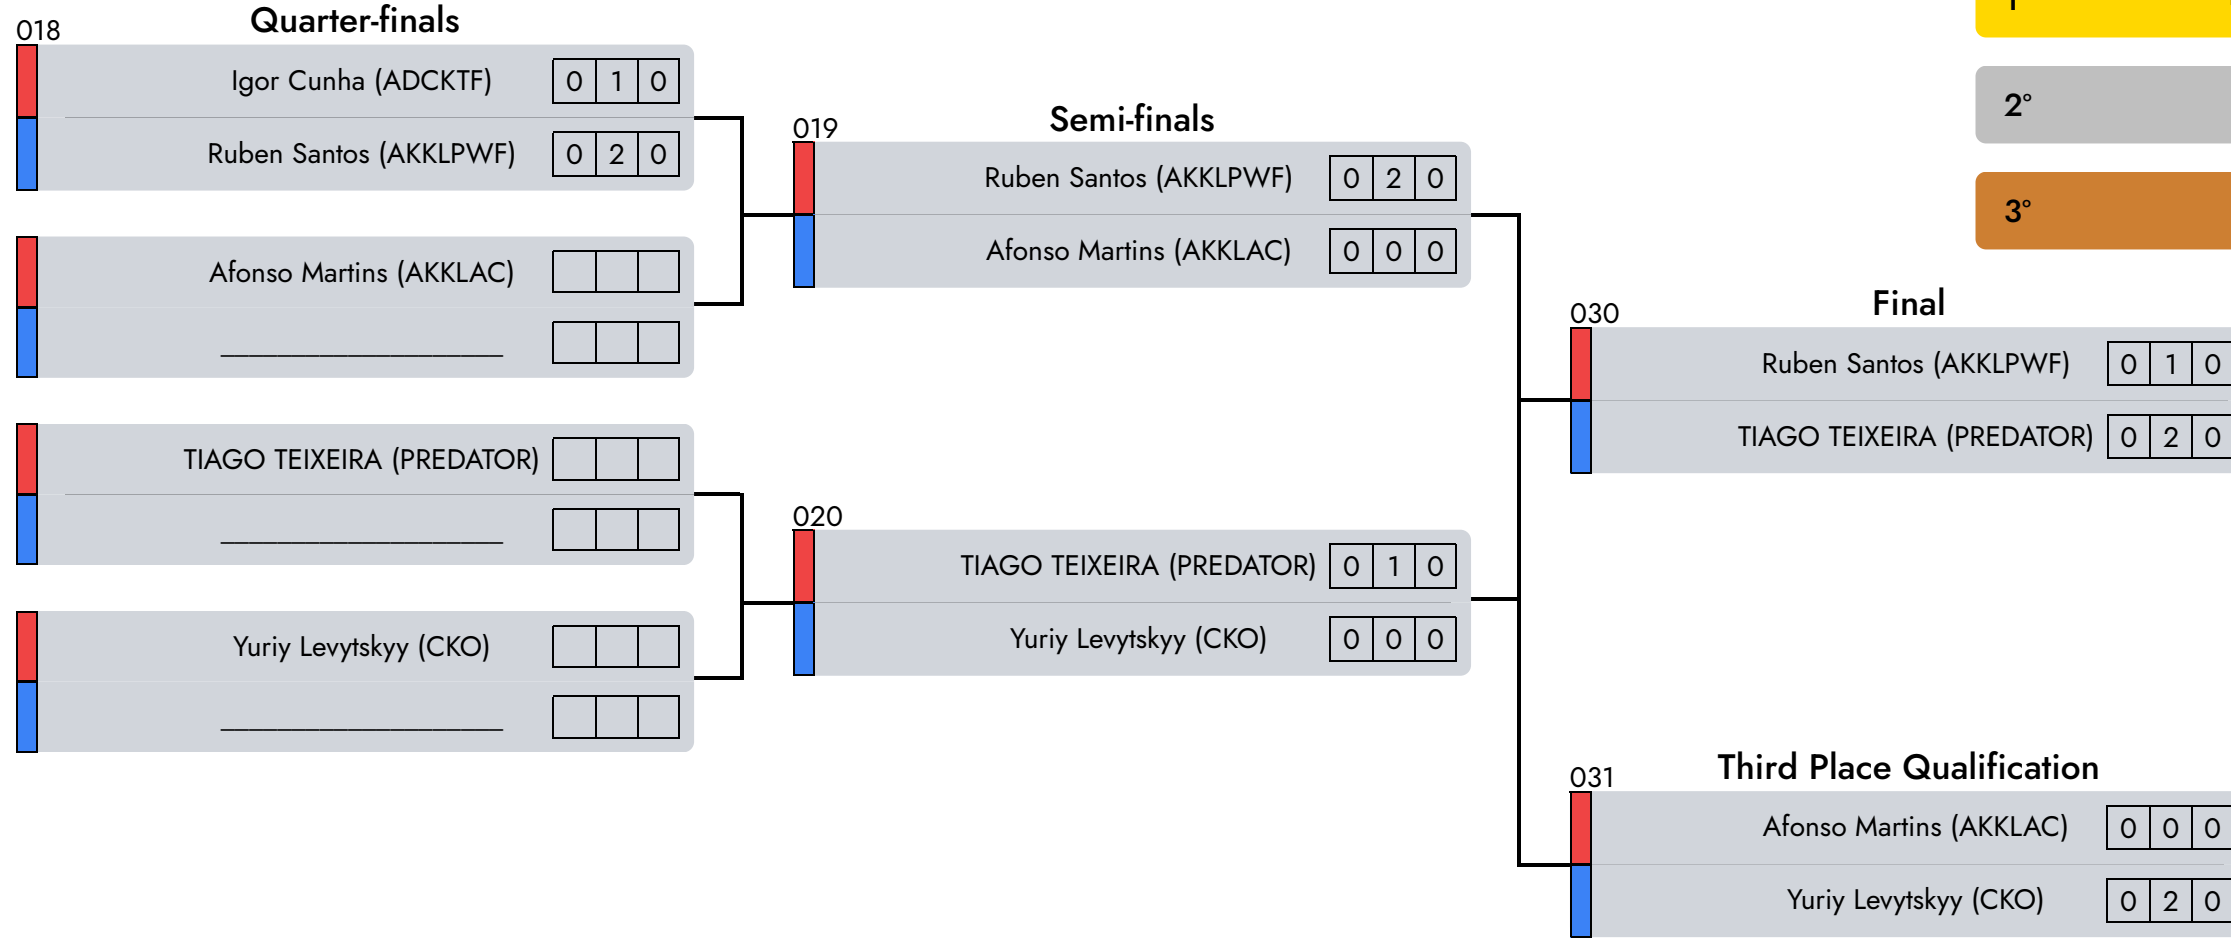 Quarter-finals
018
Igor Cunha (ADCKTF) 0 1 0
Ruben Santos (AKKLPWF) 0 2 0
Afonso Martins (AKKLAC)
TIAGO TEIXEIRA (PREDATOR)
Yuriy Levytskyy (CKO)
Semi-finals
019
Ruben Santos (AKKLPWF) 0 2 0
Afonso Martins (AKKLAC) 0 0 0
020
TIAGO TEIXEIRA (PREDATOR) 0 1 0
Yuriy Levytskyy (CKO) 0 0 0
2°
3°
Final
030
Ruben Santos (AKKLPWF) 0 1 0
TIAGO TEIXEIRA (PREDATOR) 0 2 0
Third Place Qualification
031
Afonso Martins (AKKLAC) 0 0 0
Yuriy Levytskyy (CKO) 0 2 0